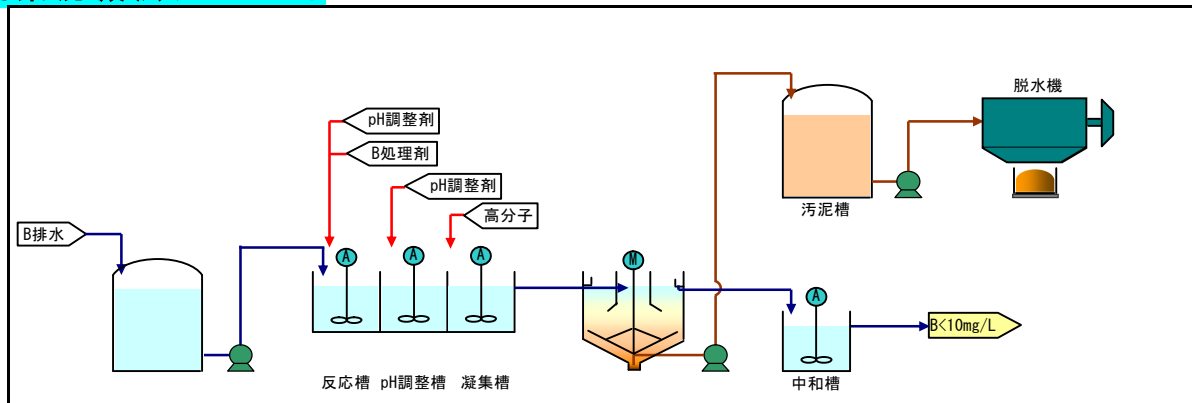 脱水機
pH調整剤
B処理剤
pH調整剤
高分子
汚泥槽
B排水
A
A
A
M
A
B<10mg/L
反応槽 pH調整槽 凝集槽
中和槽